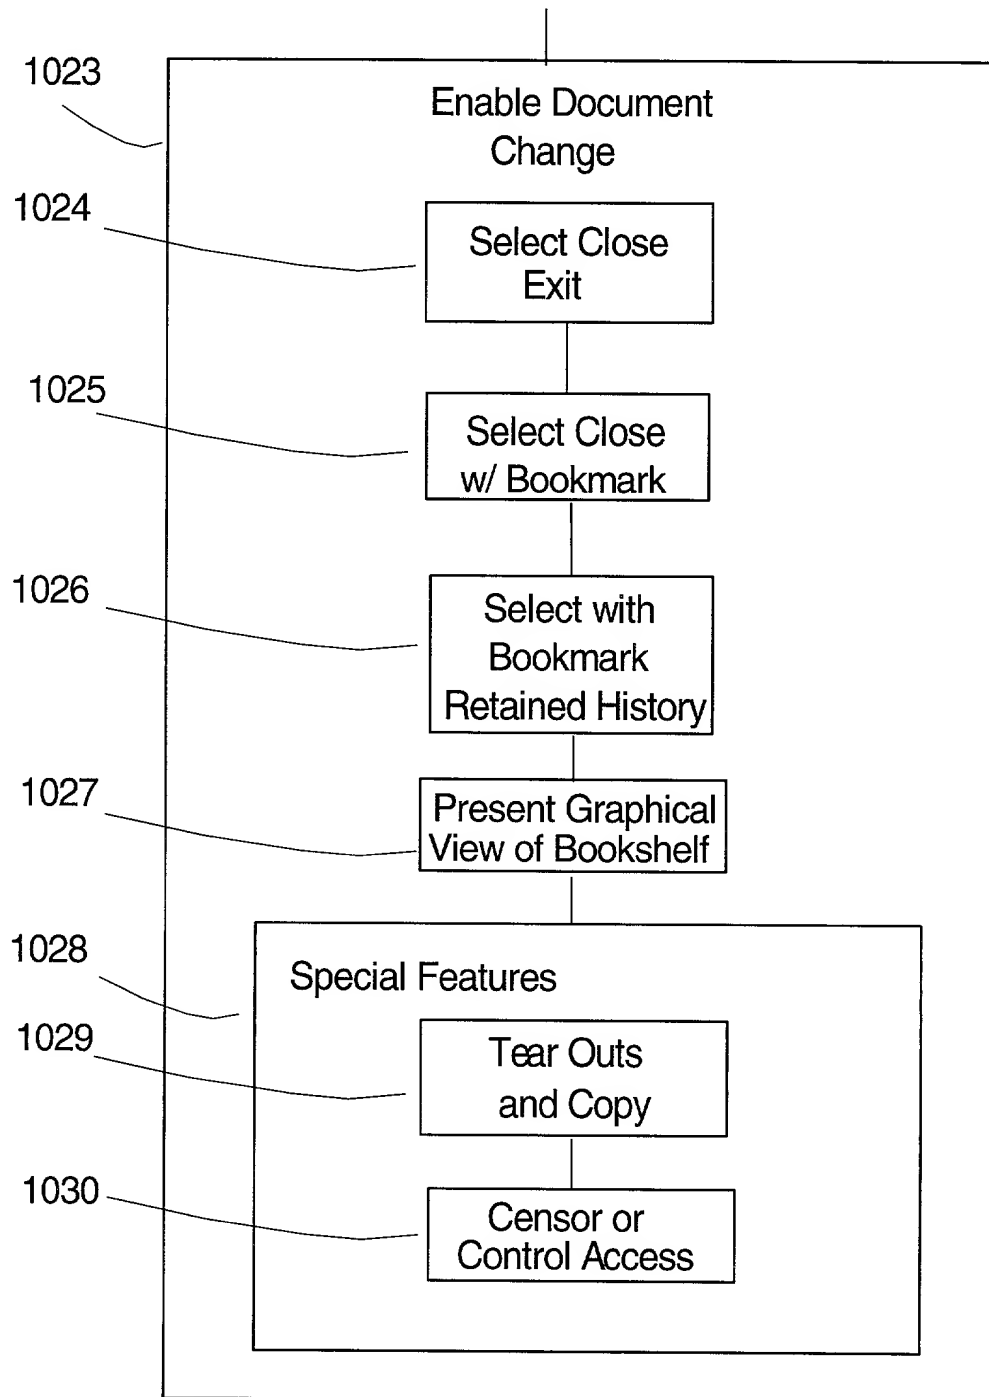 1023
Enable Document
Change
1024
Select Close
Exit
1025
Select Close
w/ Bookmark
1026
Select with
Bookmark
Retained History
1027
Present Graphical
View of Bookshelf
1028
Special Features
1029
Tear Outs
and Copy
1030
Censor or
Control Access